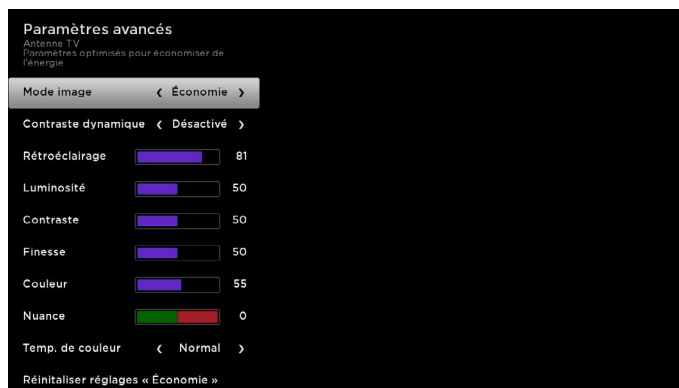 Paramètres avancés
Antenne TV
Paramètres optimisés pour économiser de
l'énergie
Mode image ‹ Économie ›
Contraste dynamique ‹ Désactivé ›
Rétroéclairage 81
Luminosité 50
Contraste 50
Finesse 50
Couleur 55
Nuance 0
Temp. de couleur ‹ Normal ›
Réinitaliser réglages « Économie »